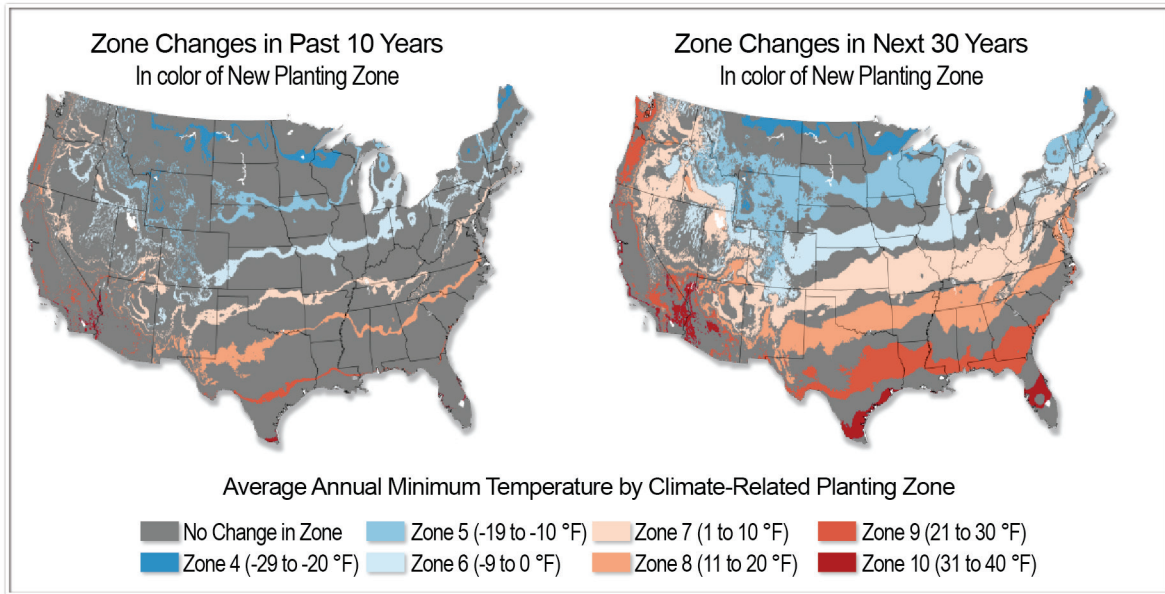 Zone Changes in Past 10 Years
In color of New Planting Zone
Zone Changes in Next 30 Years
In color of New Planting Zone
Average Annual Minimum Temperature by Climate-Related Planting Zone
No Change in Zone
Zone 5 (-19 to -10 °F)
Zone 7 (1 to 10 °F)
Zone 9 (21 to 30 °F)
Zone 4 (-29 to -20 °F)
Zone 6 (-9 to 0 °F)
Zone 8 (11 to 20 °F)
Zone 10 (31 to 40 °F)